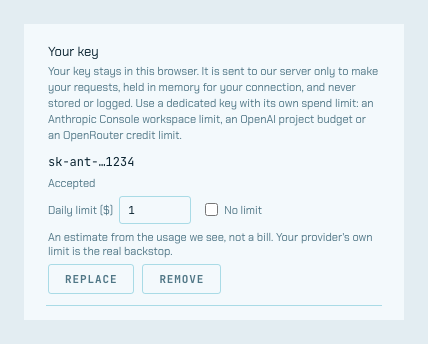 Your key
Your key stays in this browser. It is sent to our server only to make
your requests, held in memory for your connection, and never
stored or logged. Use a dedicated key with its own spend limit: an
Anthropic Console workspace limit, an OpenAI project budget or
an OpenRouter credit limit.
sk-ant-…1234
Accepted
Daily limit ($) 1 No limit
An estimate from the usage we see, not a bill. Your provider's own
limit is the real backstop.
REPLACE REMOVE